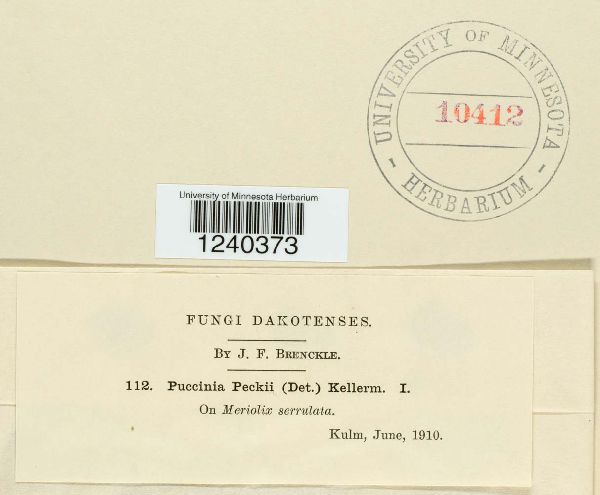 UNIVERSITY OF MINNESOTA
10412
- HERBARIUM -
University of Minnesota Herbarium
1240373
FUNGI DAKOTENSES.
By J. F. Brenckle.
112. Puccinia Peckii (Det.) Kellerm. I.
On Meriolix serrulata.
Kulm, June, 1910.